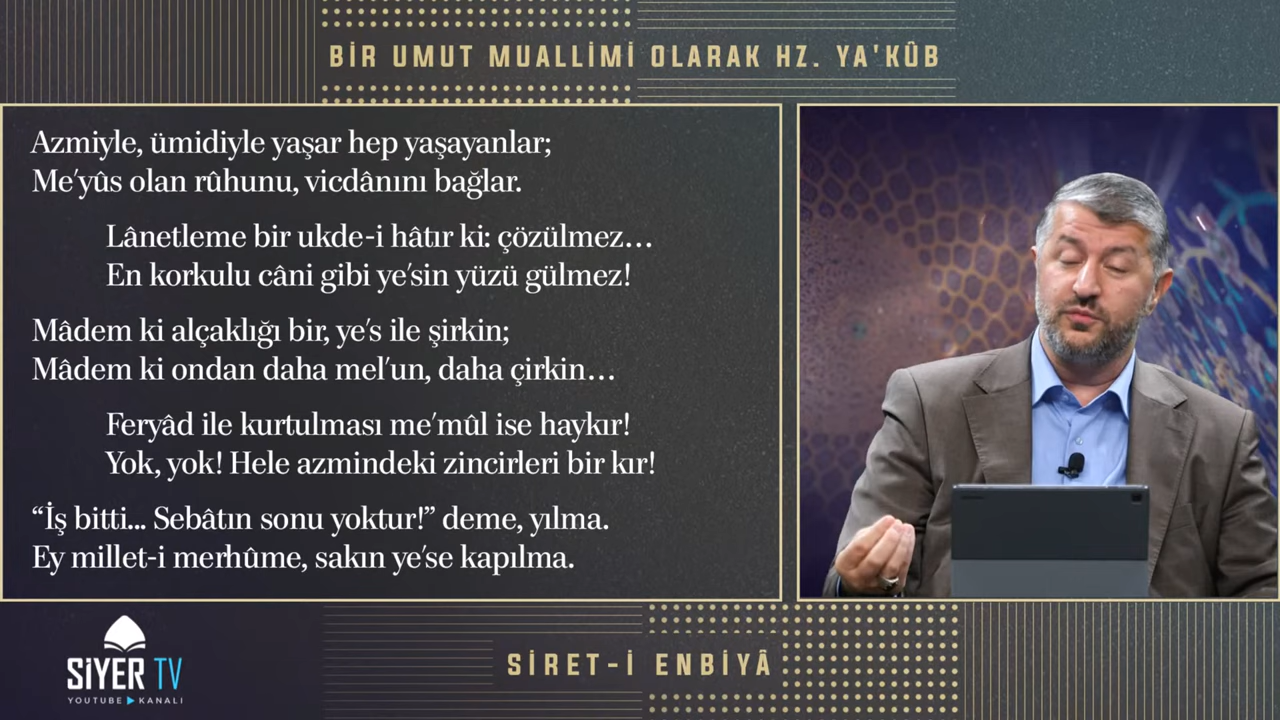 BİR UMUT MUALLİMİ OLARAK HZ. YA'KÛB
Azmiyle, ümidiyle yaşar hep yaşayanlar;
Me'yûs olan rûhunu, vicdânını bağlar.
Lânetleme bir ukde-i hâtır ki: çözülmez…
En korkulu câni gibi ye'sin yüzü gülmez!
Mâdem ki alçaklığı bir, ye's ile şirkin;
Mâdem ki ondan daha mel'un, daha çirkin…
Feryâd ile kurtulması me'mûl ise haykır!
Yok, yok! Hele azmindeki zincirleri bir kır!
“İş bitti... Sebâtın sonu yoktur!” deme, yılma.
Ey millet-i merhûme, sakın ye'se kapılma.
SİYER TV
YOUTUBE KANALI
SİRET-İ ENBİYÂ